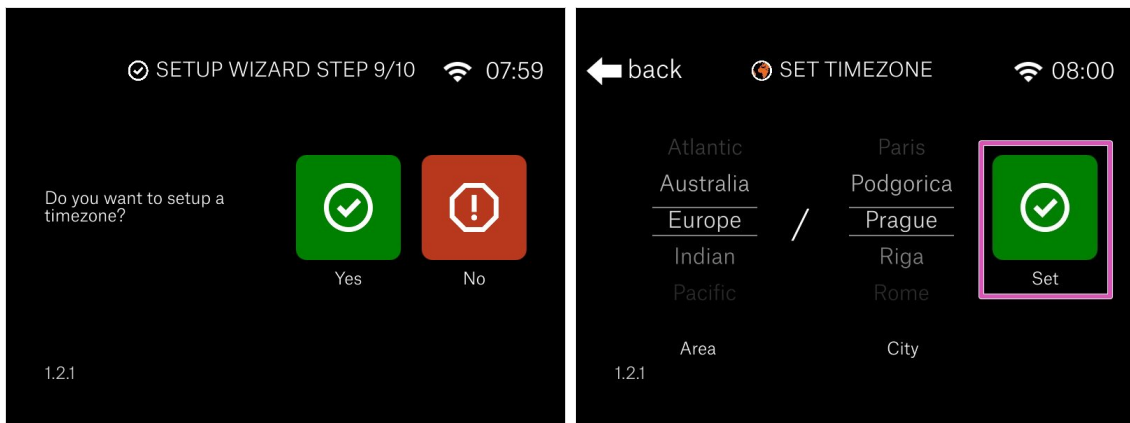 SETUP WIZARD STEP 9/10 07:59
Do you want to setup a
timezone?
Yes No
1.2.1
back SET TIMEZONE 08:00
Atlantic Paris
Australia Podgorica
Europe / Prague
Indian Riga
Pacific Rome
Set
Area City
1.2.1